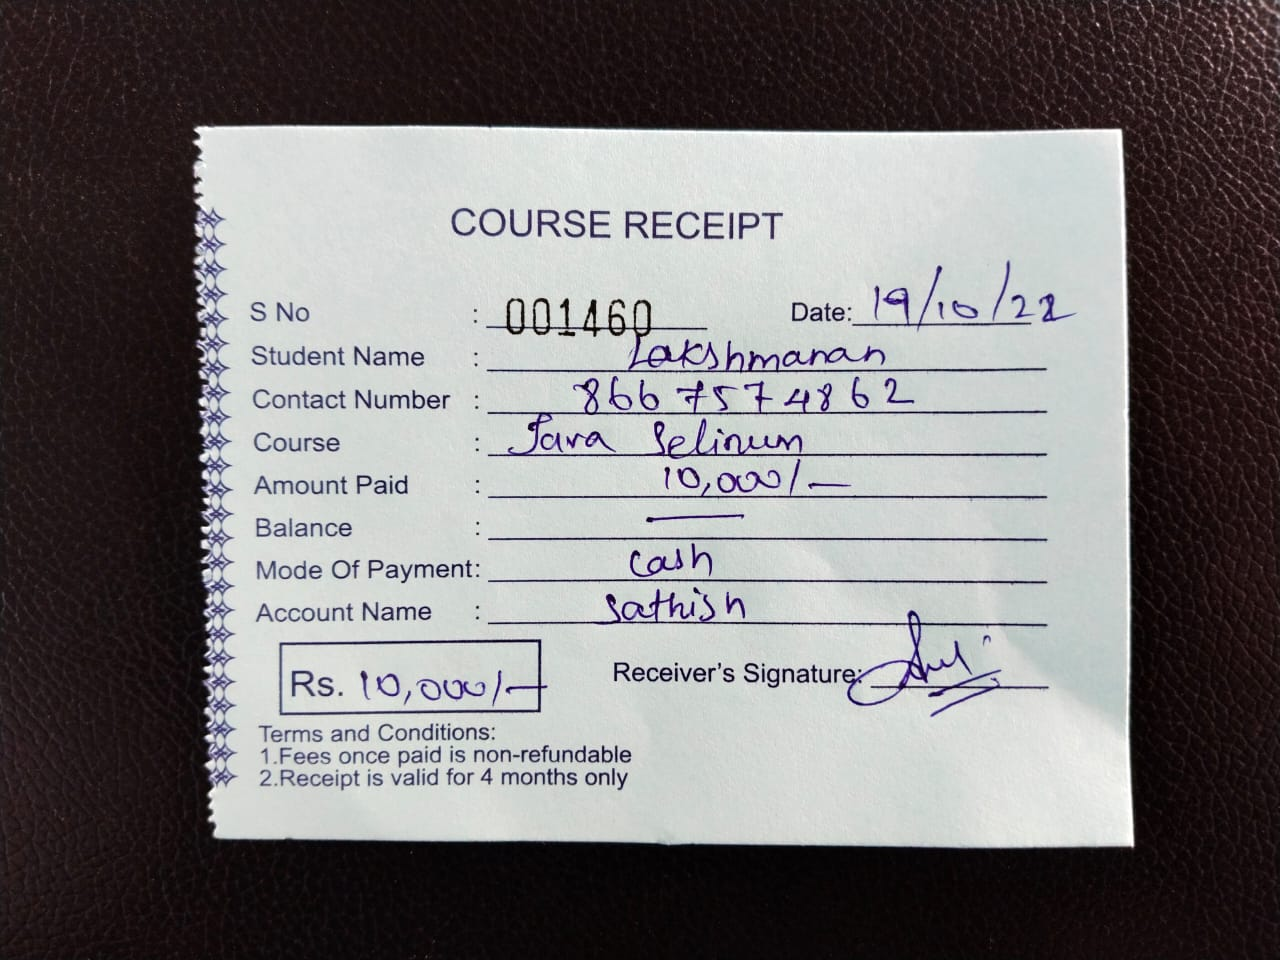 COURSE RECEIPT
S No : 001460 Date: 19/10/22
Student Name : Lakshmanan
Contact Number : 8667574862
Course : Java Selinum
Amount Paid : 10,000/-
Balance : —
Mode Of Payment: Cash
Account Name : Sathish
Rs. 10,000/- Receiver's Signature:
Terms and Conditions:
1.Fees once paid is non-refundable
2.Receipt is valid for 4 months only